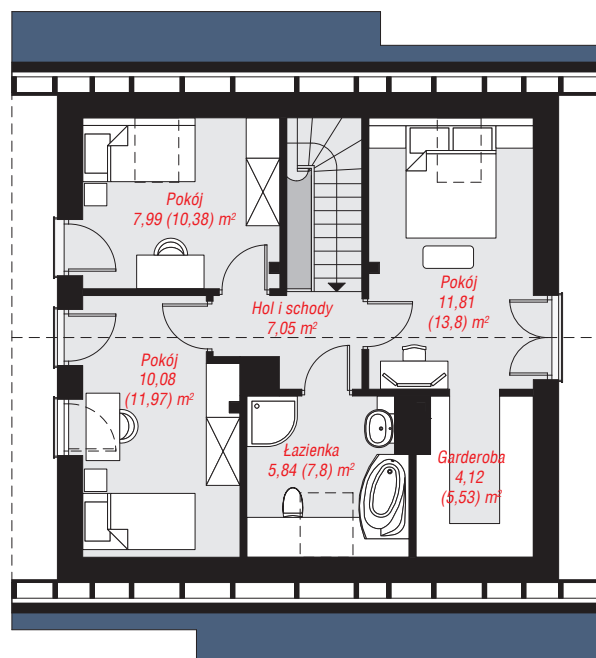 Pokój
7,99 (10,38) m²
Hol i schody
7,05 m²
Pokój
11,81
(13,8) m²
Pokój
10,08
(11,97) m²
Łazienka
5,84 (7,8) m²
Garderoba
4,12
(5,53) m²